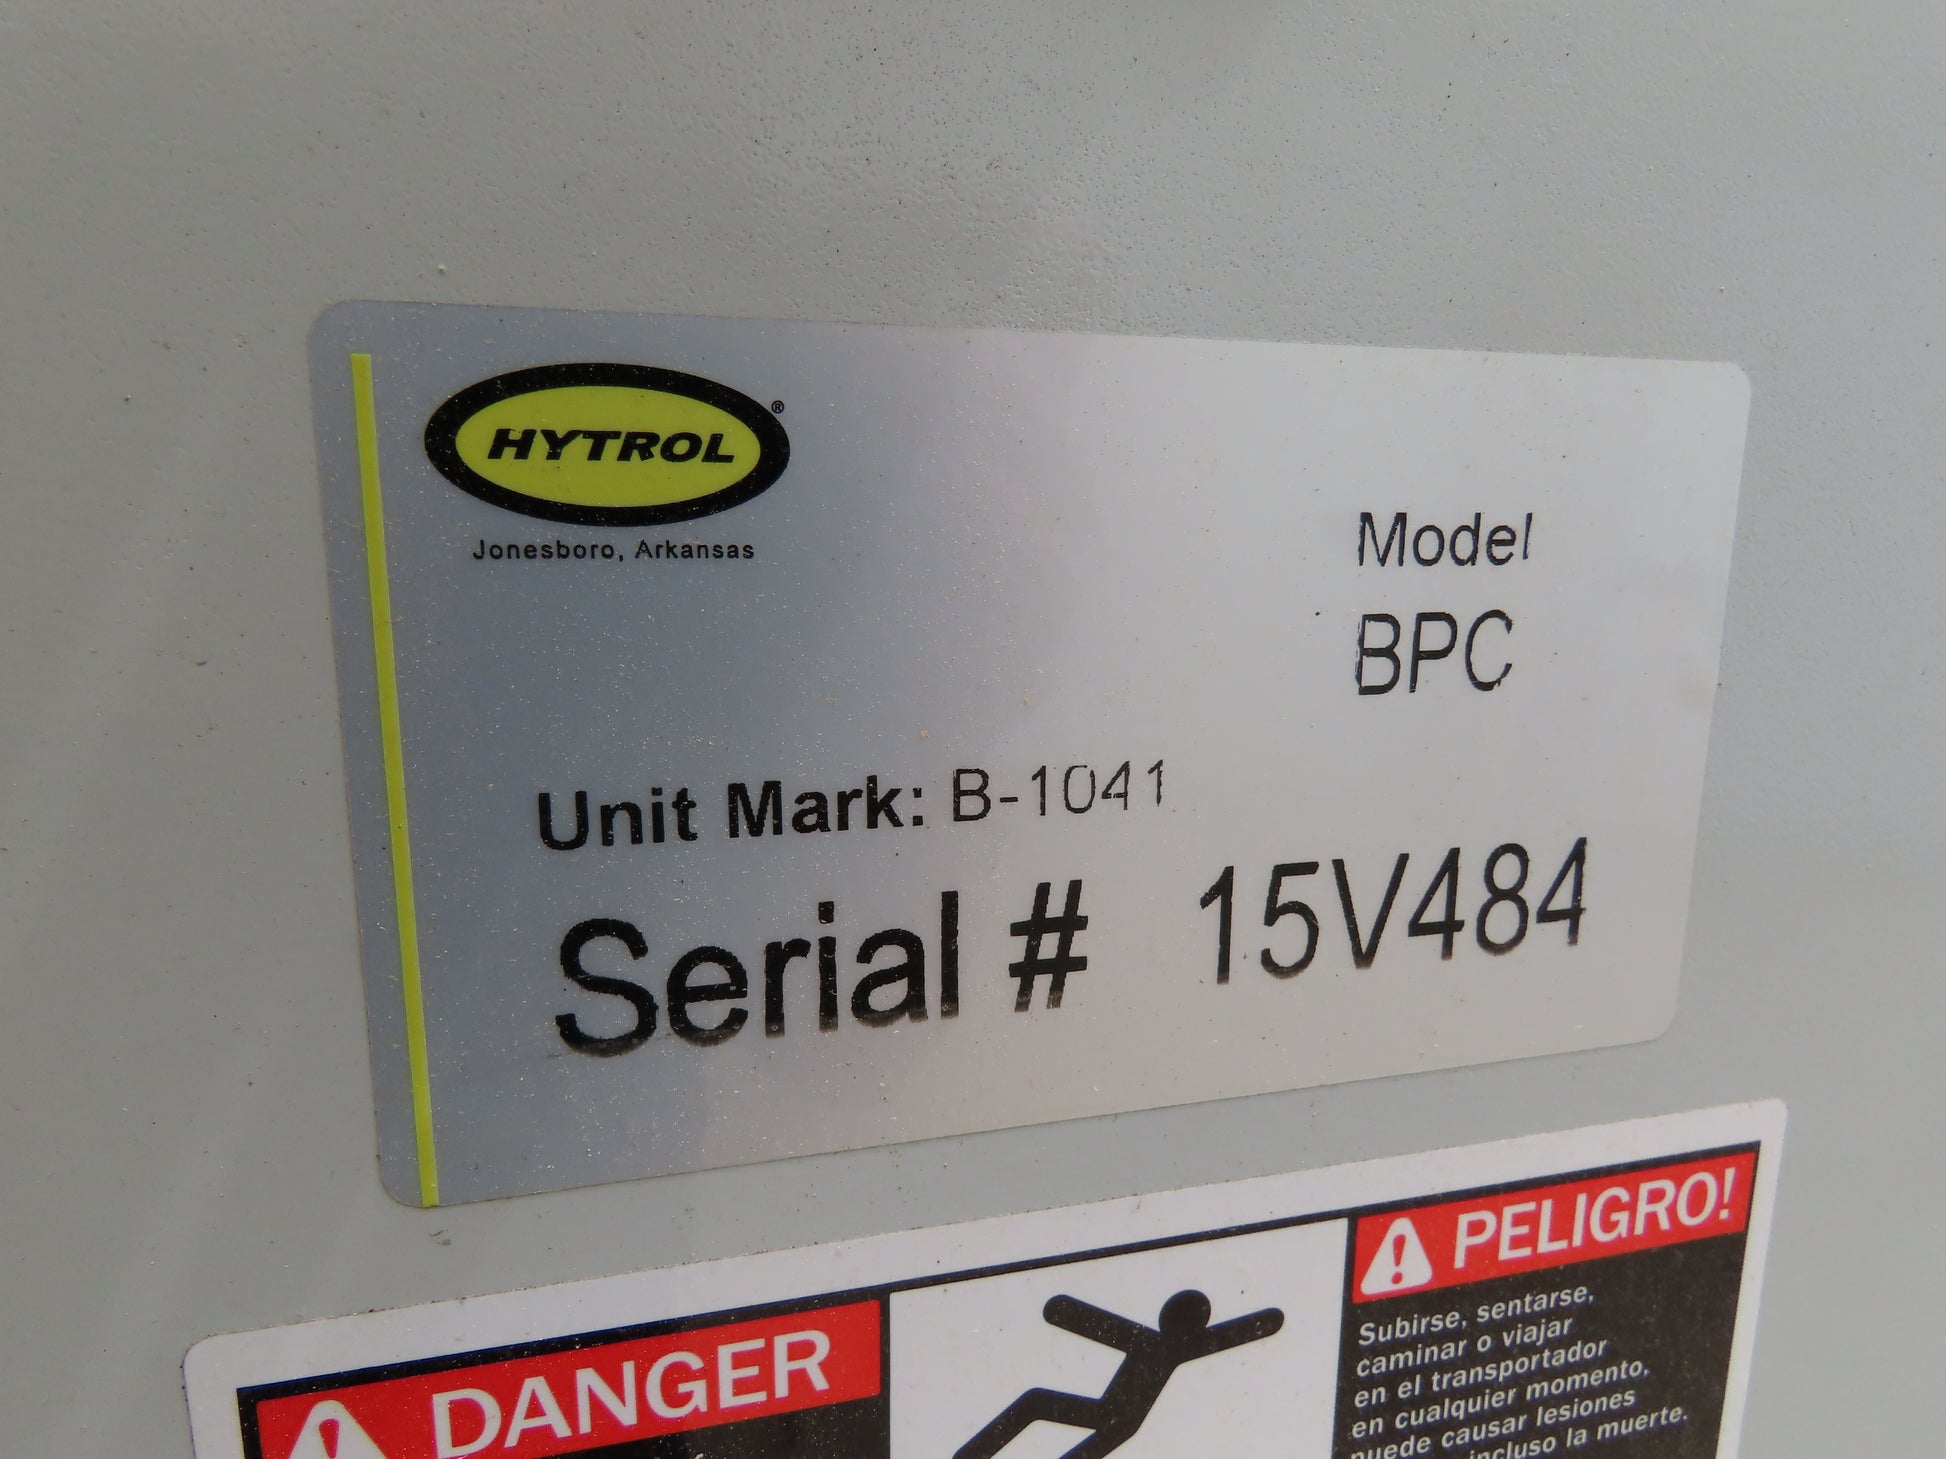 HYTROL®
Jonesboro, Arkansas
Model
BPC
Unit Mark: B-1041
Serial # 15V484
DANGER
PELIGRO!
Subirse, sentarse,
caminar o viajar
en el transportador
en cualquier momento,
puede causar lesiones
incluso la muerte.